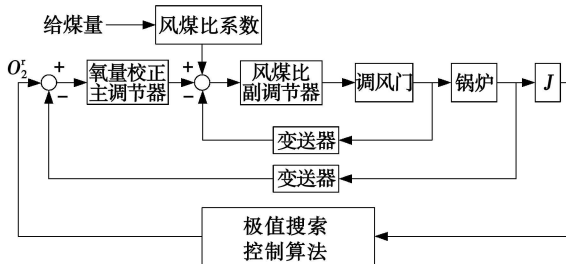 给煤量
风煤比系数
O₂ʳ
+
−
氧量校正
主调节器
+
−
风煤比
副调节器
调风门
锅炉
J
变送器
变送器
极值搜索
控制算法